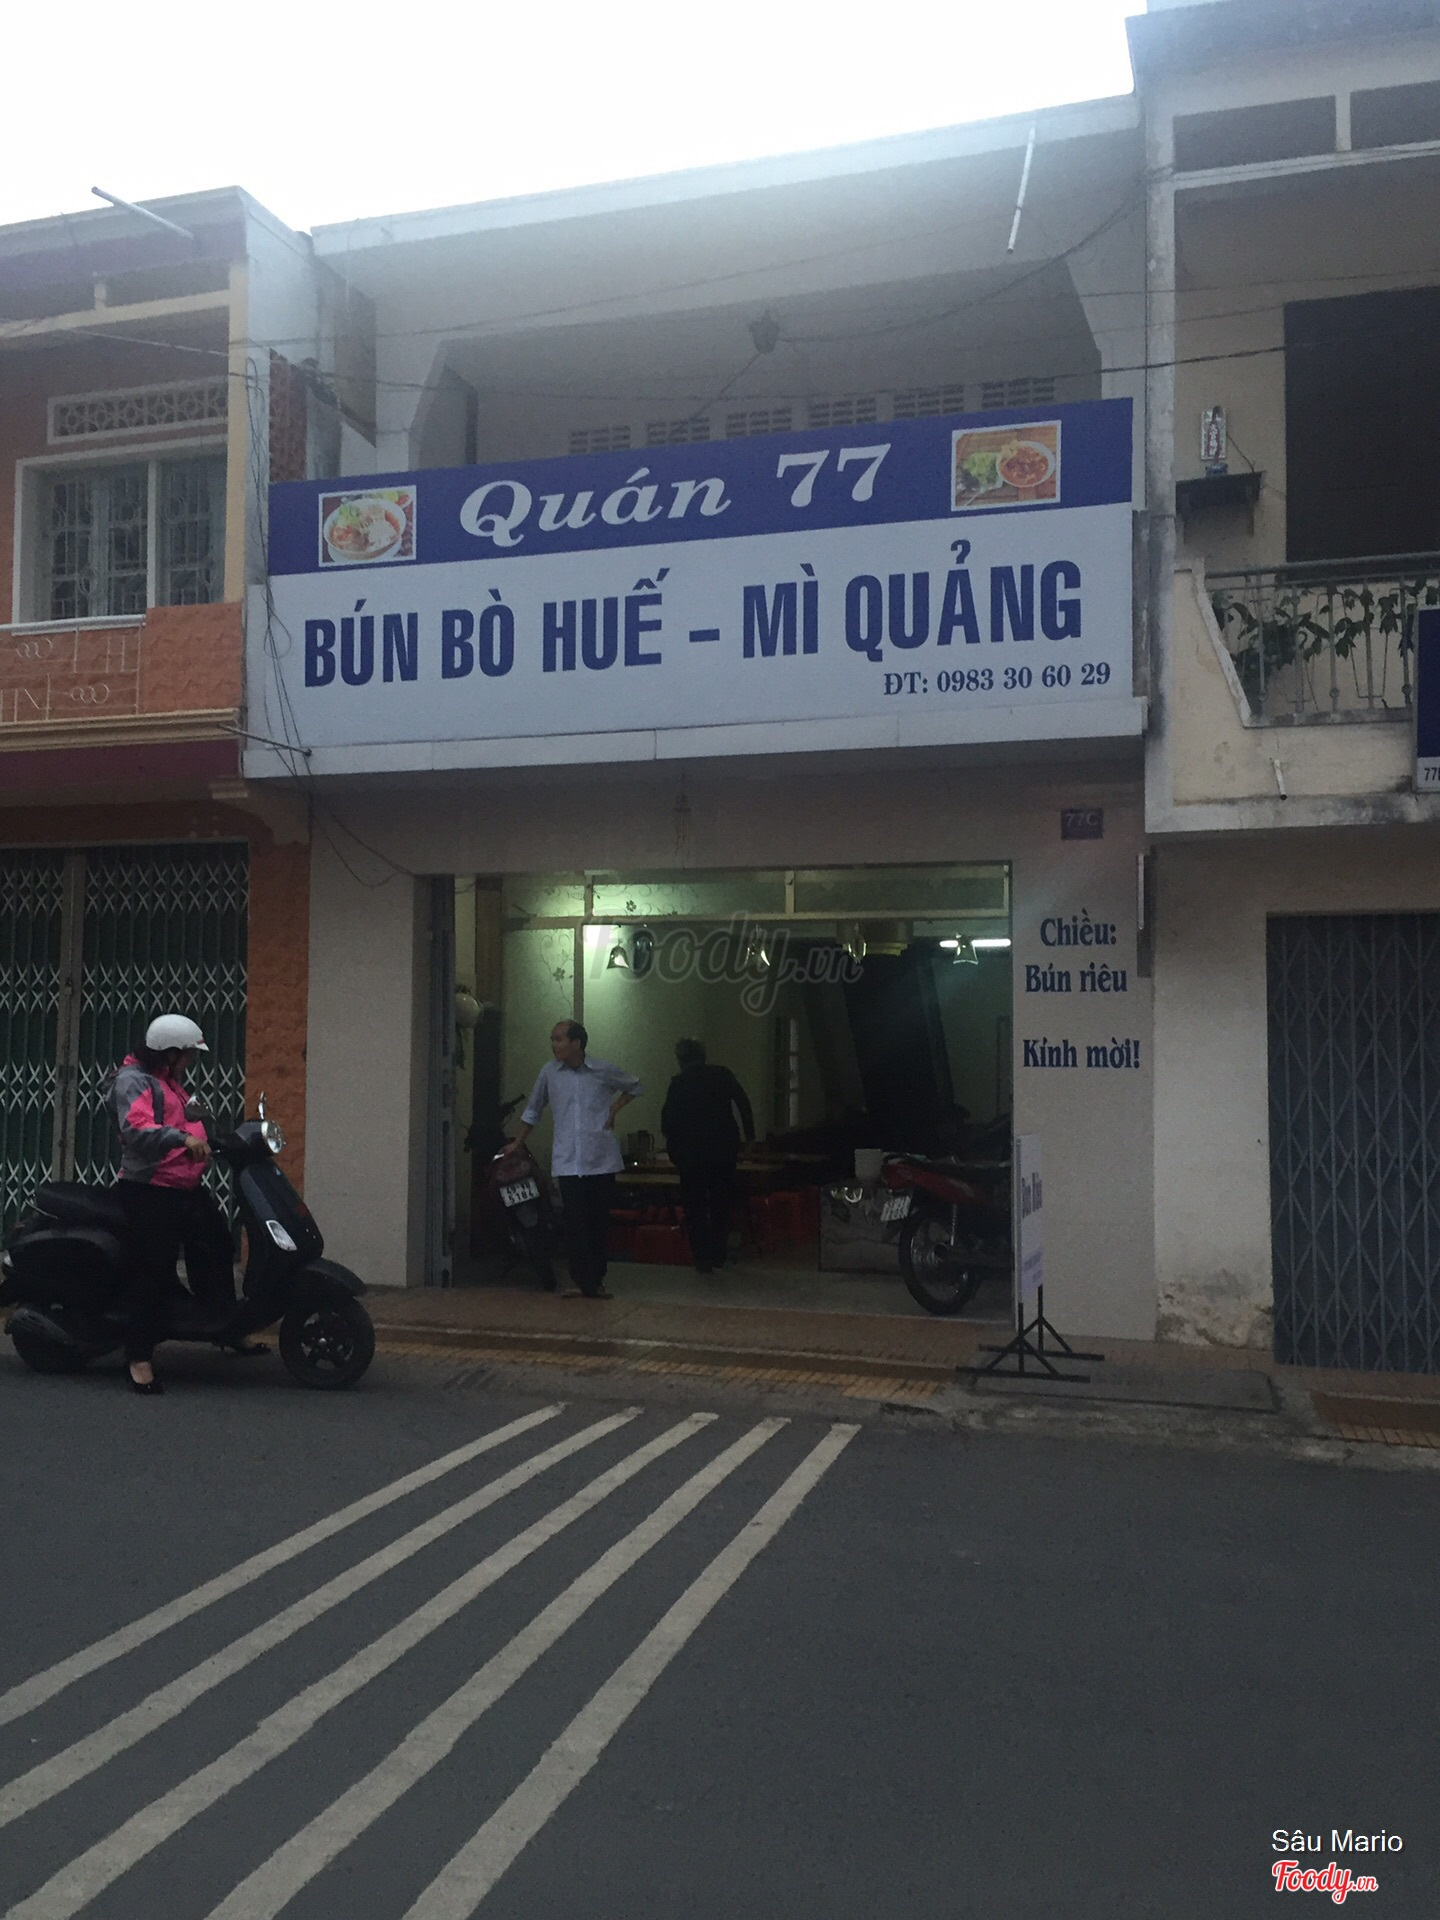 Quán 77
BÚN BÒ HUẾ - MÌ QUẢNG
ĐT: 0983 30 60 29
77C
Chiều:
Bún riêu
Kính mời!
Foody.vn
Sâu Mario
Foody.vn